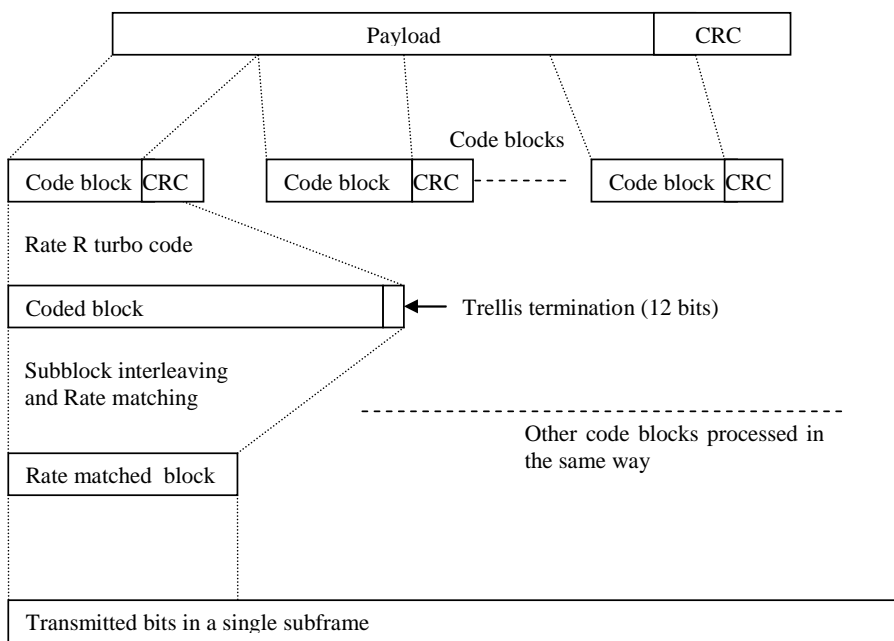 Payload
CRC
Code blocks
Code block
CRC
Code block
CRC
Code block
CRC
Rate R turbo code
Coded block
Trellis termination (12 bits)
Subblock interleaving
and Rate matching
Other code blocks processed in
the same way
Rate matched block
Transmitted bits in a single subframe